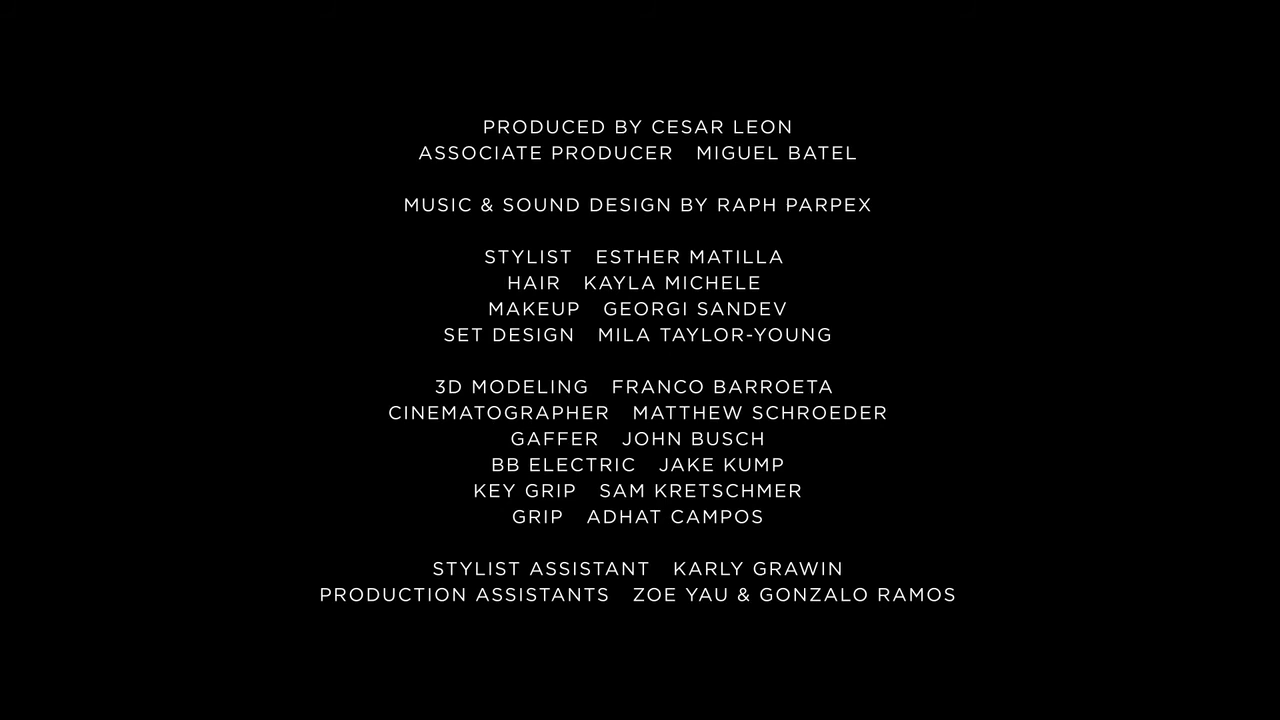 PRODUCED BY CESAR LEON
ASSOCIATE PRODUCER MIGUEL BATEL
MUSIC & SOUND DESIGN BY RAPH PARPEX
STYLIST ESTHER MATILLA
HAIR KAYLA MICHELE
MAKEUP GEORGI SANDEV
SET DESIGN MILA TAYLOR-YOUNG
3D MODELING FRANCO BARROETA
CINEMATOGRAPHER MATTHEW SCHROEDER
GAFFER JOHN BUSCH
BB ELECTRIC JAKE KUMP
KEY GRIP SAM KRETSCHMER
GRIP ADHAT CAMPOS
STYLIST ASSISTANT KARLY GRAWIN
PRODUCTION ASSISTANTS ZOE YAU & GONZALO RAMOS